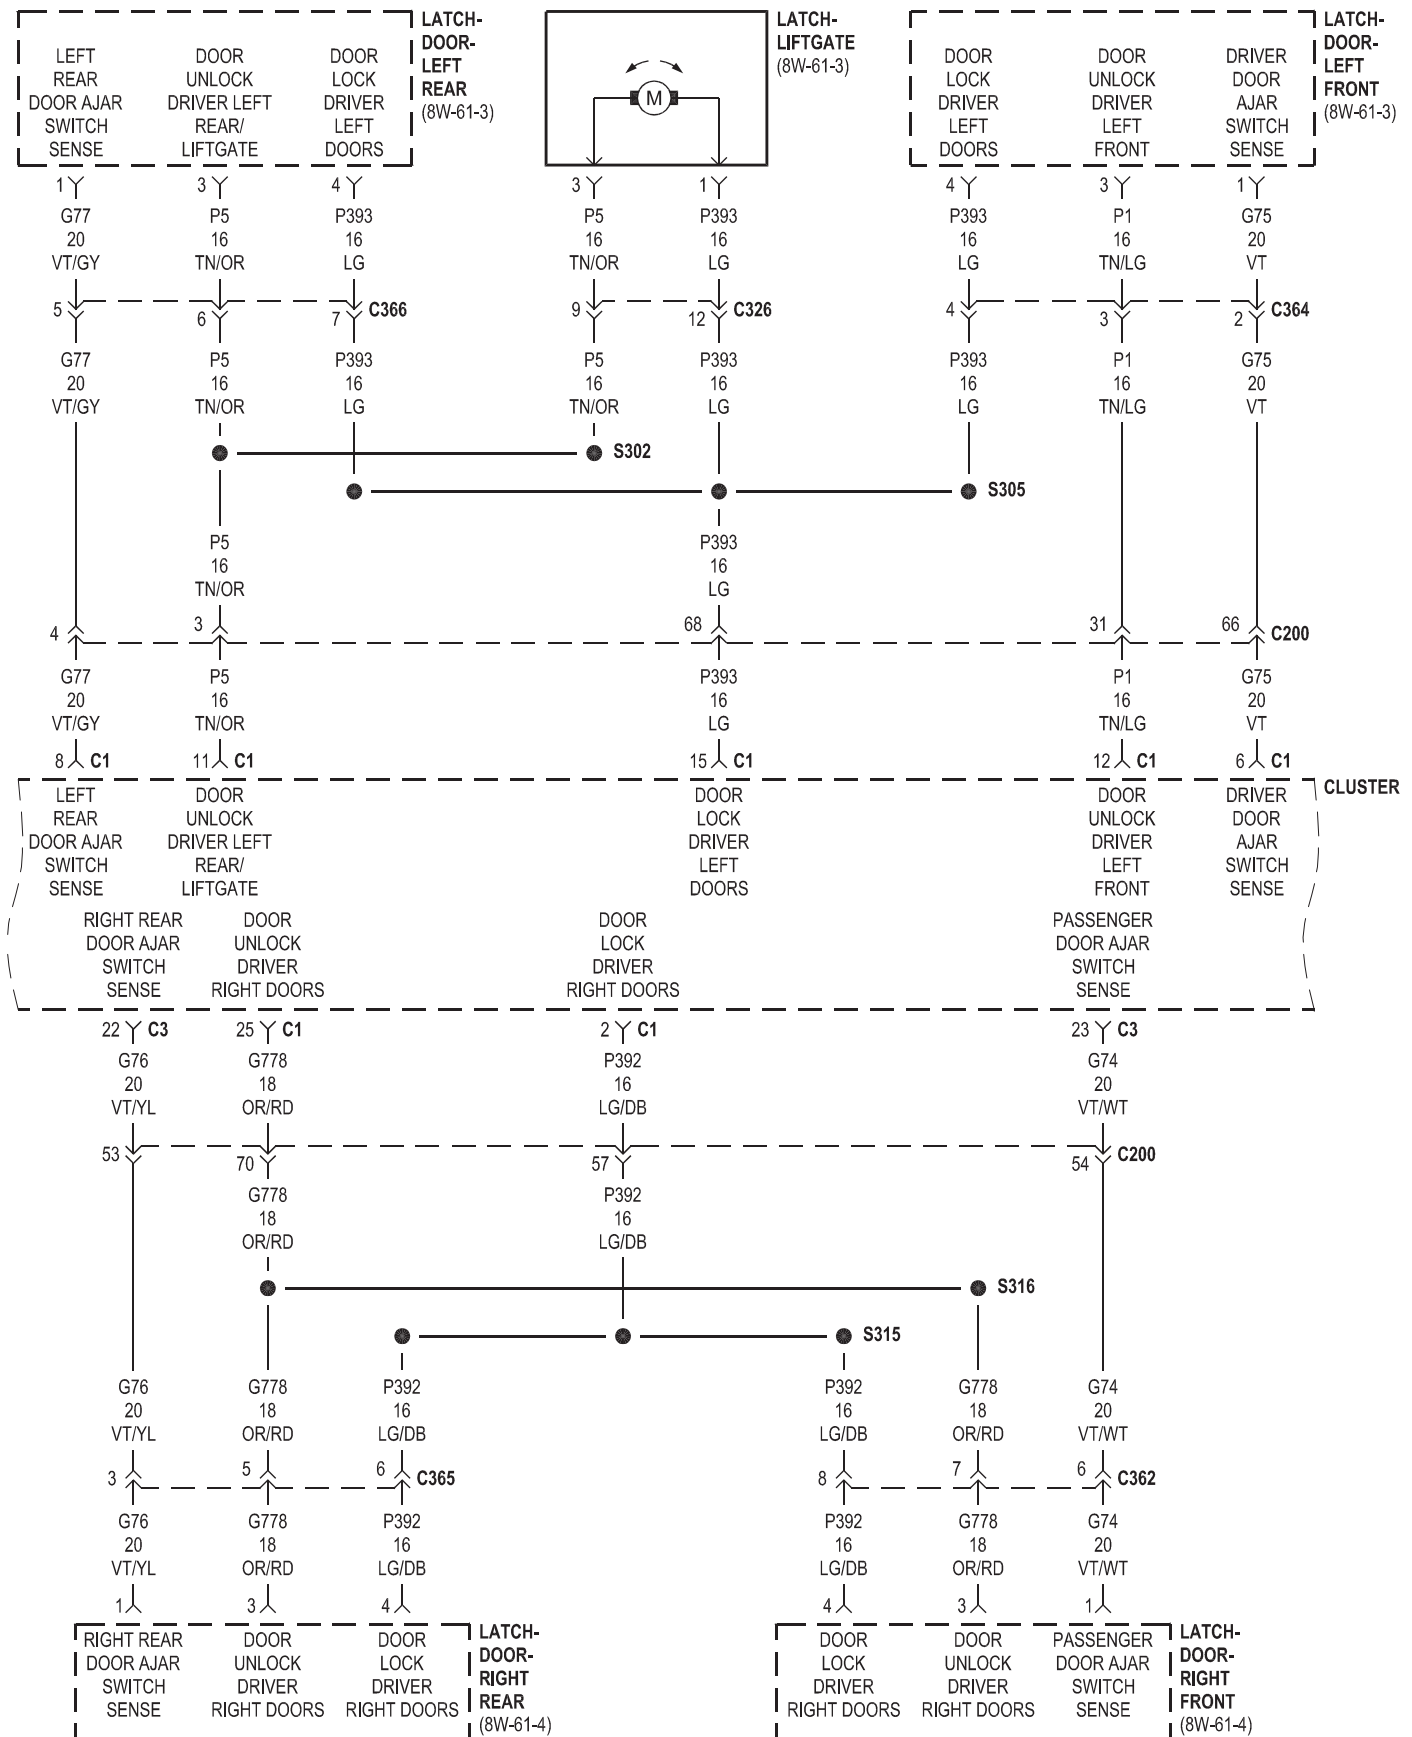 LEFT
REAR
DOOR AJAR
SWITCH
SENSE
DOOR
UNLOCK
DRIVER LEFT
REAR/
LIFTGATE
DOOR
LOCK
DRIVER
LEFT
DOORS
LATCH-
DOOR-
LEFT
REAR
(8W-61-3)
M
LATCH-
LIFTGATE
(8W-61-3)
DOOR
LOCK
DRIVER
LEFT
DOORS
DOOR
UNLOCK
DRIVER
LEFT
FRONT
DRIVER
DOOR
AJAR
SWITCH
SENSE
LATCH-
DOOR-
LEFT
FRONT
(8W-61-3)
1 3 4 3 1 4 3 1
G77 P5 P393 P5 P393 P393 P1 G75
20 16 16 16 16 16 16 20
VT/GY TN/OR LG TN/OR LG LG TN/LG VT
5 6 7 C366 9 12 C326 4 3 2 C364
G77 P5 P393 P5 P393 P393 P1 G75
20 16 16 16 16 16 16 20
VT/GY TN/OR LG TN/OR LG LG TN/LG VT
S302
S305
P5 P393
16 16
TN/OR LG
4 3 68 31 66 C200
G77 P5 P393 P1 G75
20 16 16 16 20
VT/GY TN/OR LG TN/LG VT
8 C1 11 C1 15 C1 12 C1 6 C1
CLUSTER
LEFT
REAR
DOOR AJAR
SWITCH
SENSE
DOOR
UNLOCK
DRIVER LEFT
REAR/
LIFTGATE
DOOR
LOCK
DRIVER
LEFT
DOORS
DOOR
UNLOCK
DRIVER
LEFT
FRONT
DRIVER
DOOR
AJAR
SWITCH
SENSE
RIGHT REAR
DOOR AJAR
SWITCH
SENSE
DOOR
UNLOCK
DRIVER
RIGHT DOORS
DOOR
LOCK
DRIVER
RIGHT DOORS
PASSENGER
DOOR AJAR
SWITCH
SENSE
22 C3 25 C1 2 C1 23 C3
G76 G778 P392 G74
20 18 16 20
VT/YL OR/RD LG/DB VT/WT
53 70 57 54 C200
G778 P392
18 16
OR/RD LG/DB
S316
S315
G76 G778 P392 P392 G778 G74
20 18 16 16 18 20
VT/YL OR/RD LG/DB LG/DB OR/RD VT/WT
3 5 6 C365 8 7 6 C362
G76 G778 P392 P392 G778 G74
20 18 16 16 18 20
VT/YL OR/RD LG/DB LG/DB OR/RD VT/WT
1 3 4 4 3 1
RIGHT REAR
DOOR AJAR
SWITCH
SENSE
DOOR
UNLOCK
DRIVER
RIGHT DOORS
DOOR
LOCK
DRIVER
RIGHT DOORS
LATCH-
DOOR-
RIGHT
REAR
(8W-61-4)
DOOR
LOCK
DRIVER
RIGHT DOORS
DOOR
UNLOCK
DRIVER
RIGHT DOORS
PASSENGER
DOOR AJAR
SWITCH
SENSE
LATCH-
DOOR-
RIGHT
FRONT
(8W-61-4)